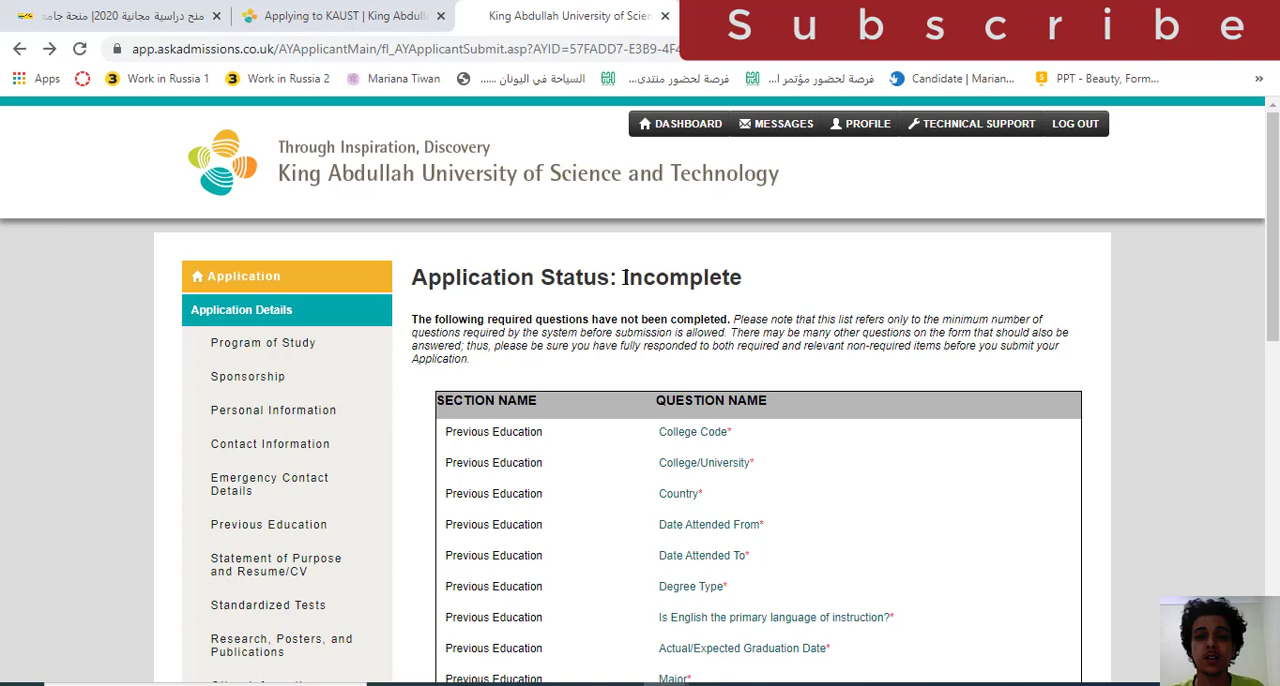 منح دراسية مجانية 2020| منحة جامع
Applying to KAUST | King Abdull
King Abdullah University of Scien
Subscribe
app.askadmissions.co.uk/AYApplicantMain/fl_AYApplicantSubmit.asp?AYID=57FADD7-E3B9-4F4
Apps
Work in Russia 1
Work in Russia 2
Mariana Tiwan
السياحة في اليونان ......
فرصة لحضور منتدى...
فرصة لحضور مؤتمر ا...
Candidate | Marian...
PPT - Beauty, Form...
»
DASHBOARD
MESSAGES
PROFILE
TECHNICAL SUPPORT
LOG OUT
Through Inspiration, Discovery
King Abdullah University of Science and Technology
Application
Application Details
Program of Study
Sponsorship
Personal Information
Contact Information
Emergency Contact
Details
Previous Education
Statement of Purpose
and Resume/CV
Standardized Tests
Research, Posters, and
Publications
Application Status: Incomplete
The following required questions have not been completed. Please note that this list refers only to the minimum number of
questions required by the system before submission is allowed. There may be many other questions on the form that should also be
answered; thus, please be sure you have fully responded to both required and relevant non-required items before you submit your
Application.
SECTION NAME QUESTION NAME
Previous Education College Code*
Previous Education College/University*
Previous Education Country*
Previous Education Date Attended From*
Previous Education Date Attended To*
Previous Education Degree Type*
Previous Education Is English the primary language of instruction?*
Previous Education Actual/Expected Graduation Date*
Previous Education Major*